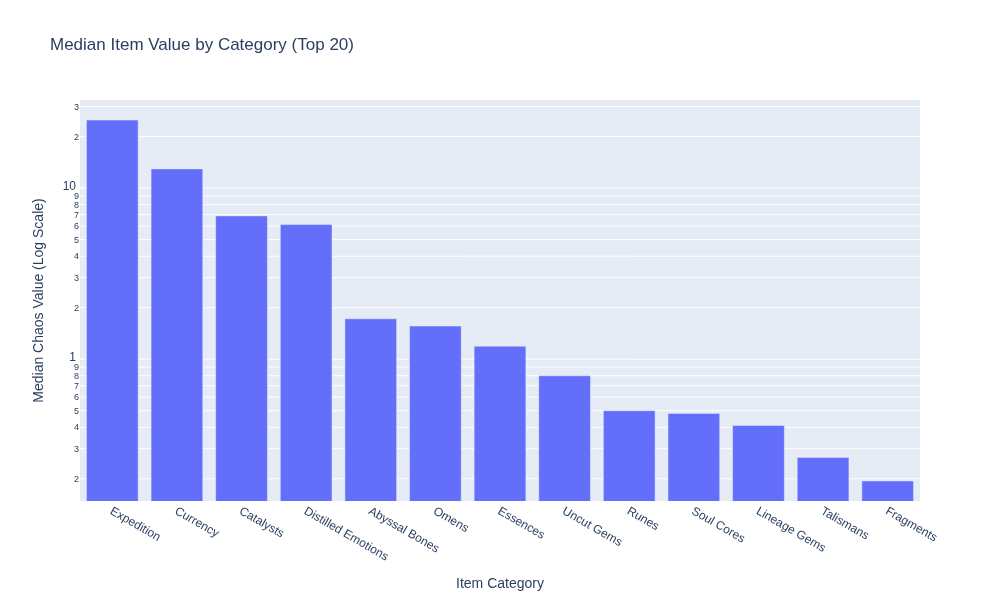 Median Item Value by Category (Top 20)
Median Chaos Value (Log Scale)
3
2
10
9
8
7
6
5
4
3
2
1
9
8
7
6
5
4
3
2
Expedition
Currency
Catalysts
Distilled Emotions
Abyssal Bones
Omens
Essences
Uncut Gems
Runes
Soul Cores
Lineage Gems
Talismans
Fragments
Item Category